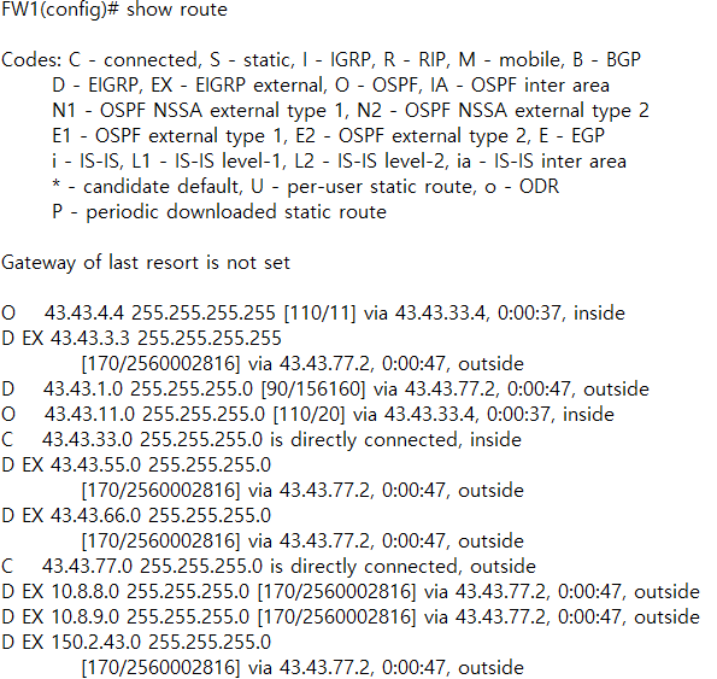 FW1(config)# show route
Codes: C - connected, S - static, I - IGRP, R - RIP, M - mobile, B - BGP
D - EIGRP, EX - EIGRP external, O - OSPF, IA - OSPF inter area
N1 - OSPF NSSA external type 1, N2 - OSPF NSSA external type 2
E1 - OSPF external type 1, E2 - OSPF external type 2, E - EGP
i - IS-IS, L1 - IS-IS level-1, L2 - IS-IS level-2, ia - IS-IS inter area
* - candidate default, U - per-user static route, o - ODR
P - periodic downloaded static route
Gateway of last resort is not set
O 43.43.4.4 255.255.255.255 [110/11] via 43.43.33.4, 0:00:37, inside
D EX 43.43.3.3 255.255.255.255
[170/2560002816] via 43.43.77.2, 0:00:47, outside
D 43.43.1.0 255.255.255.0 [90/156160] via 43.43.77.2, 0:00:47, outside
O 43.43.11.0 255.255.255.0 [110/20] via 43.43.33.4, 0:00:37, inside
C 43.43.33.0 255.255.255.0 is directly connected, inside
D EX 43.43.55.0 255.255.255.0
[170/2560002816] via 43.43.77.2, 0:00:47, outside
D EX 43.43.66.0 255.255.255.0
[170/2560002816] via 43.43.77.2, 0:00:47, outside
C 43.43.77.0 255.255.255.0 is directly connected, outside
D EX 10.8.8.0 255.255.255.0 [170/2560002816] via 43.43.77.2, 0:00:47, outside
D EX 10.8.9.0 255.255.255.0 [170/2560002816] via 43.43.77.2, 0:00:47, outside
D EX 150.2.43.0 255.255.255.0
[170/2560002816] via 43.43.77.2, 0:00:47, outside